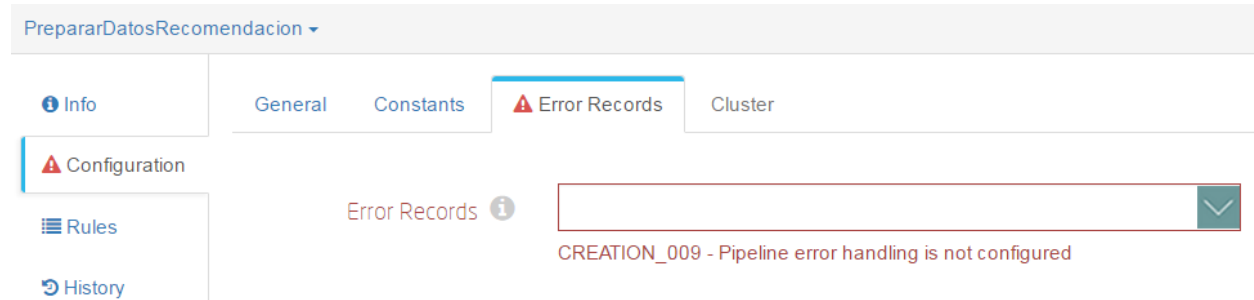 PrepararDatosRecomendacion
Info
General Constants Error Records Cluster
Configuration
Error Records
Rules
CREATION_009 - Pipeline error handling is not configured
History